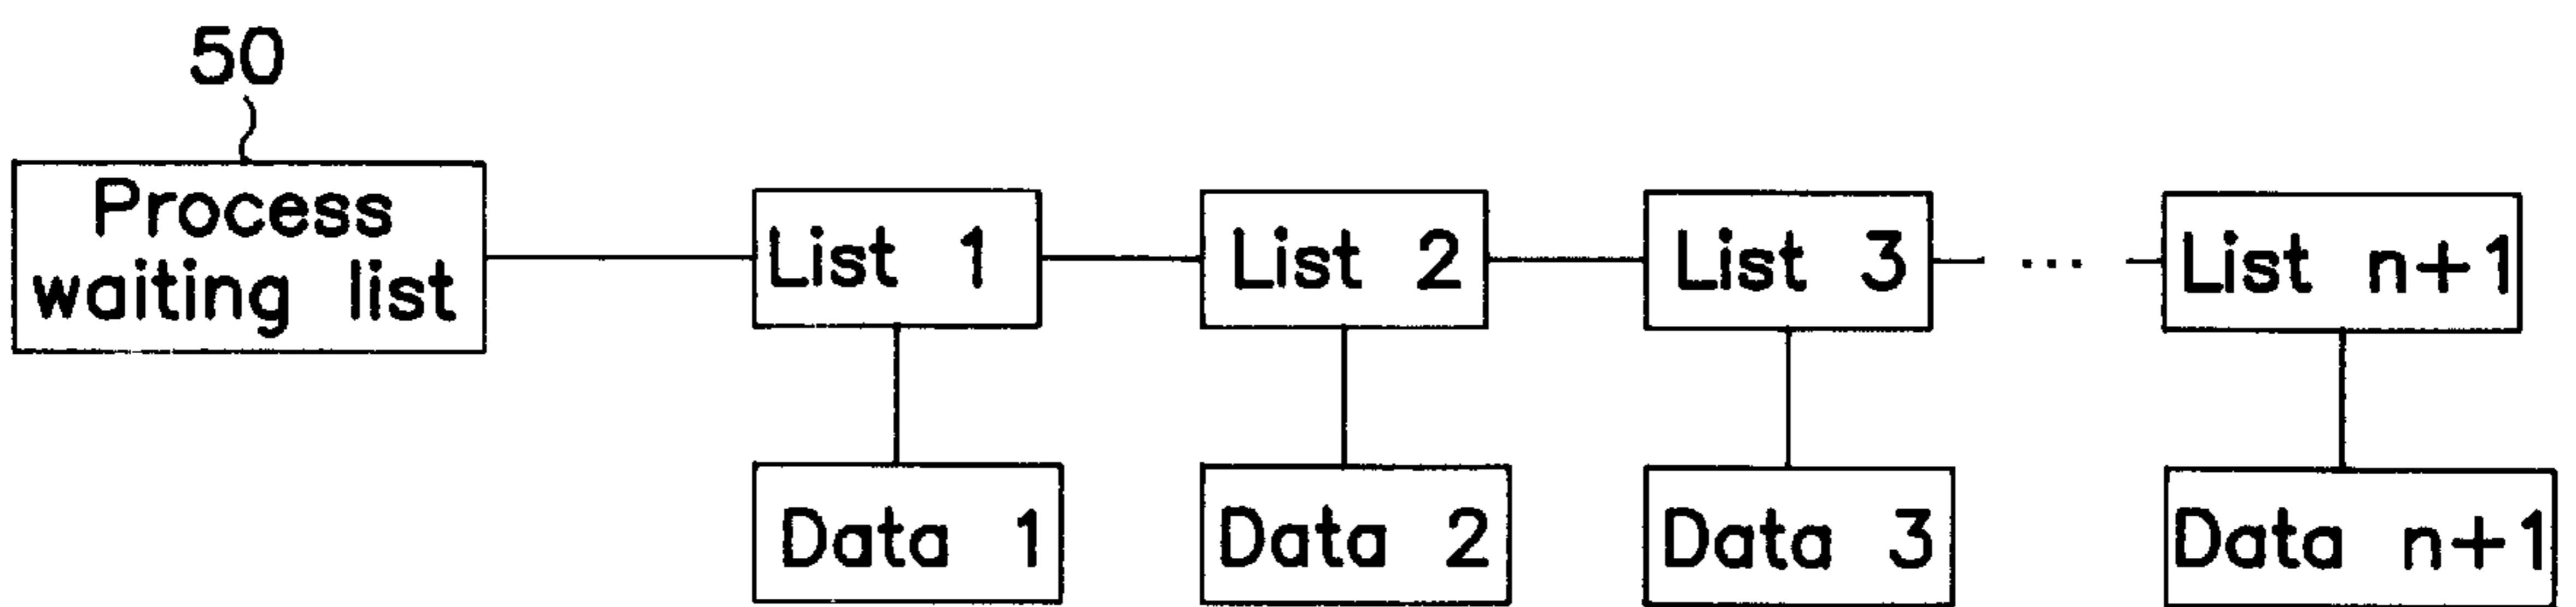 50
Process
waiting list
List 1
List 2
List 3
...
List n+1
Data 1
Data 2
Data 3
Data n+1